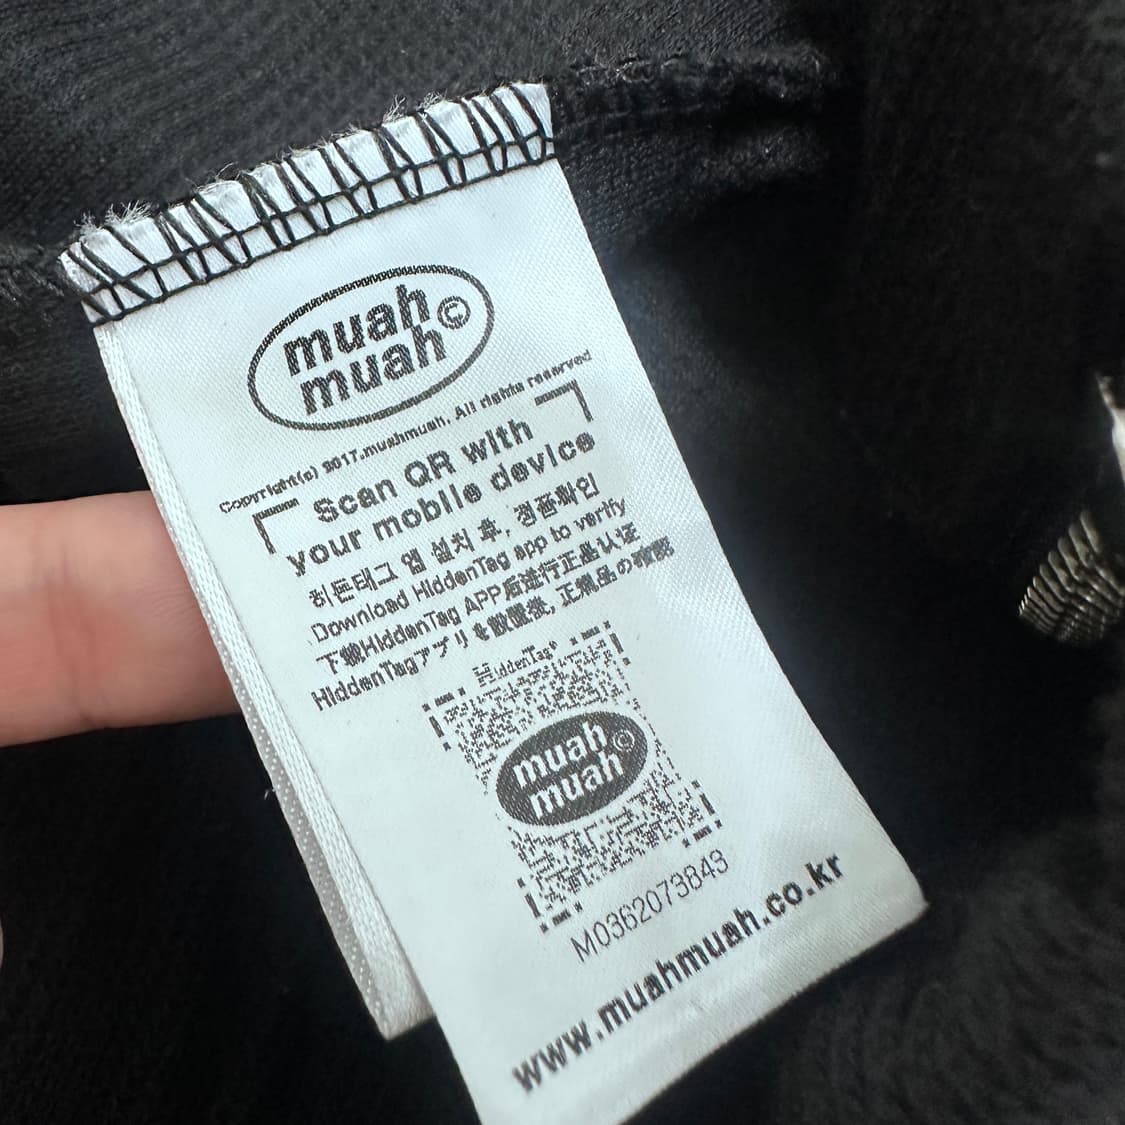 muah
muah©
Copyright(c) 2017.muahmuah. All rights reserved
Scan QR with
your mobile device
히든태그 앱 설치 후, 정품확인
Download HiddenTag app to verify
下载HiddenTag APP后进行正品认证
HiddenTagアプリを設置後, 正規品の確認
HiddenTag®
muah
muah©
M0362073843
www.muahmuah.co.kr